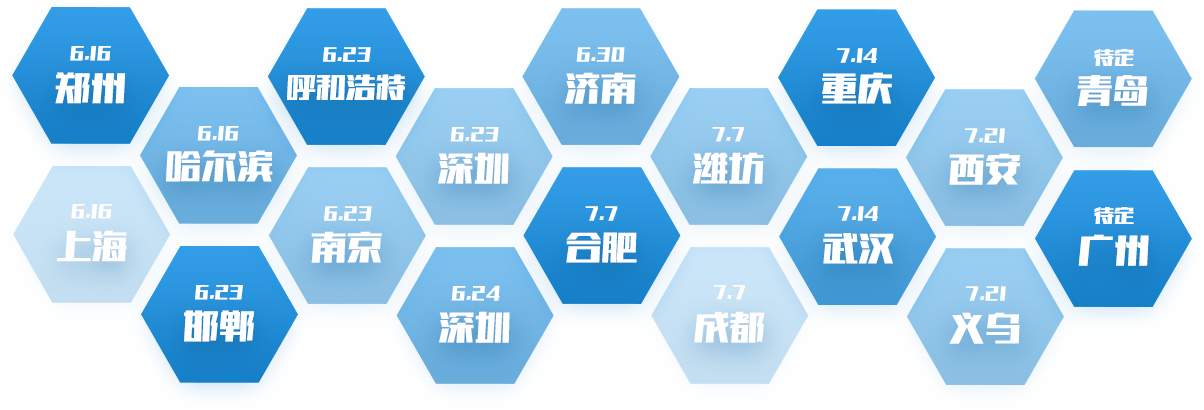 6.16
郑州
6.16
上海
6.16
哈尔滨
6.23
邯郸
6.23
呼和浩特
6.23
南京
6.23
深圳
6.24
深圳
6.30
济南
7.7
合肥
7.7
潍坊
7.7
成都
7.14
重庆
7.14
武汉
7.21
西安
7.21
义乌
待定
青岛
待定
广州